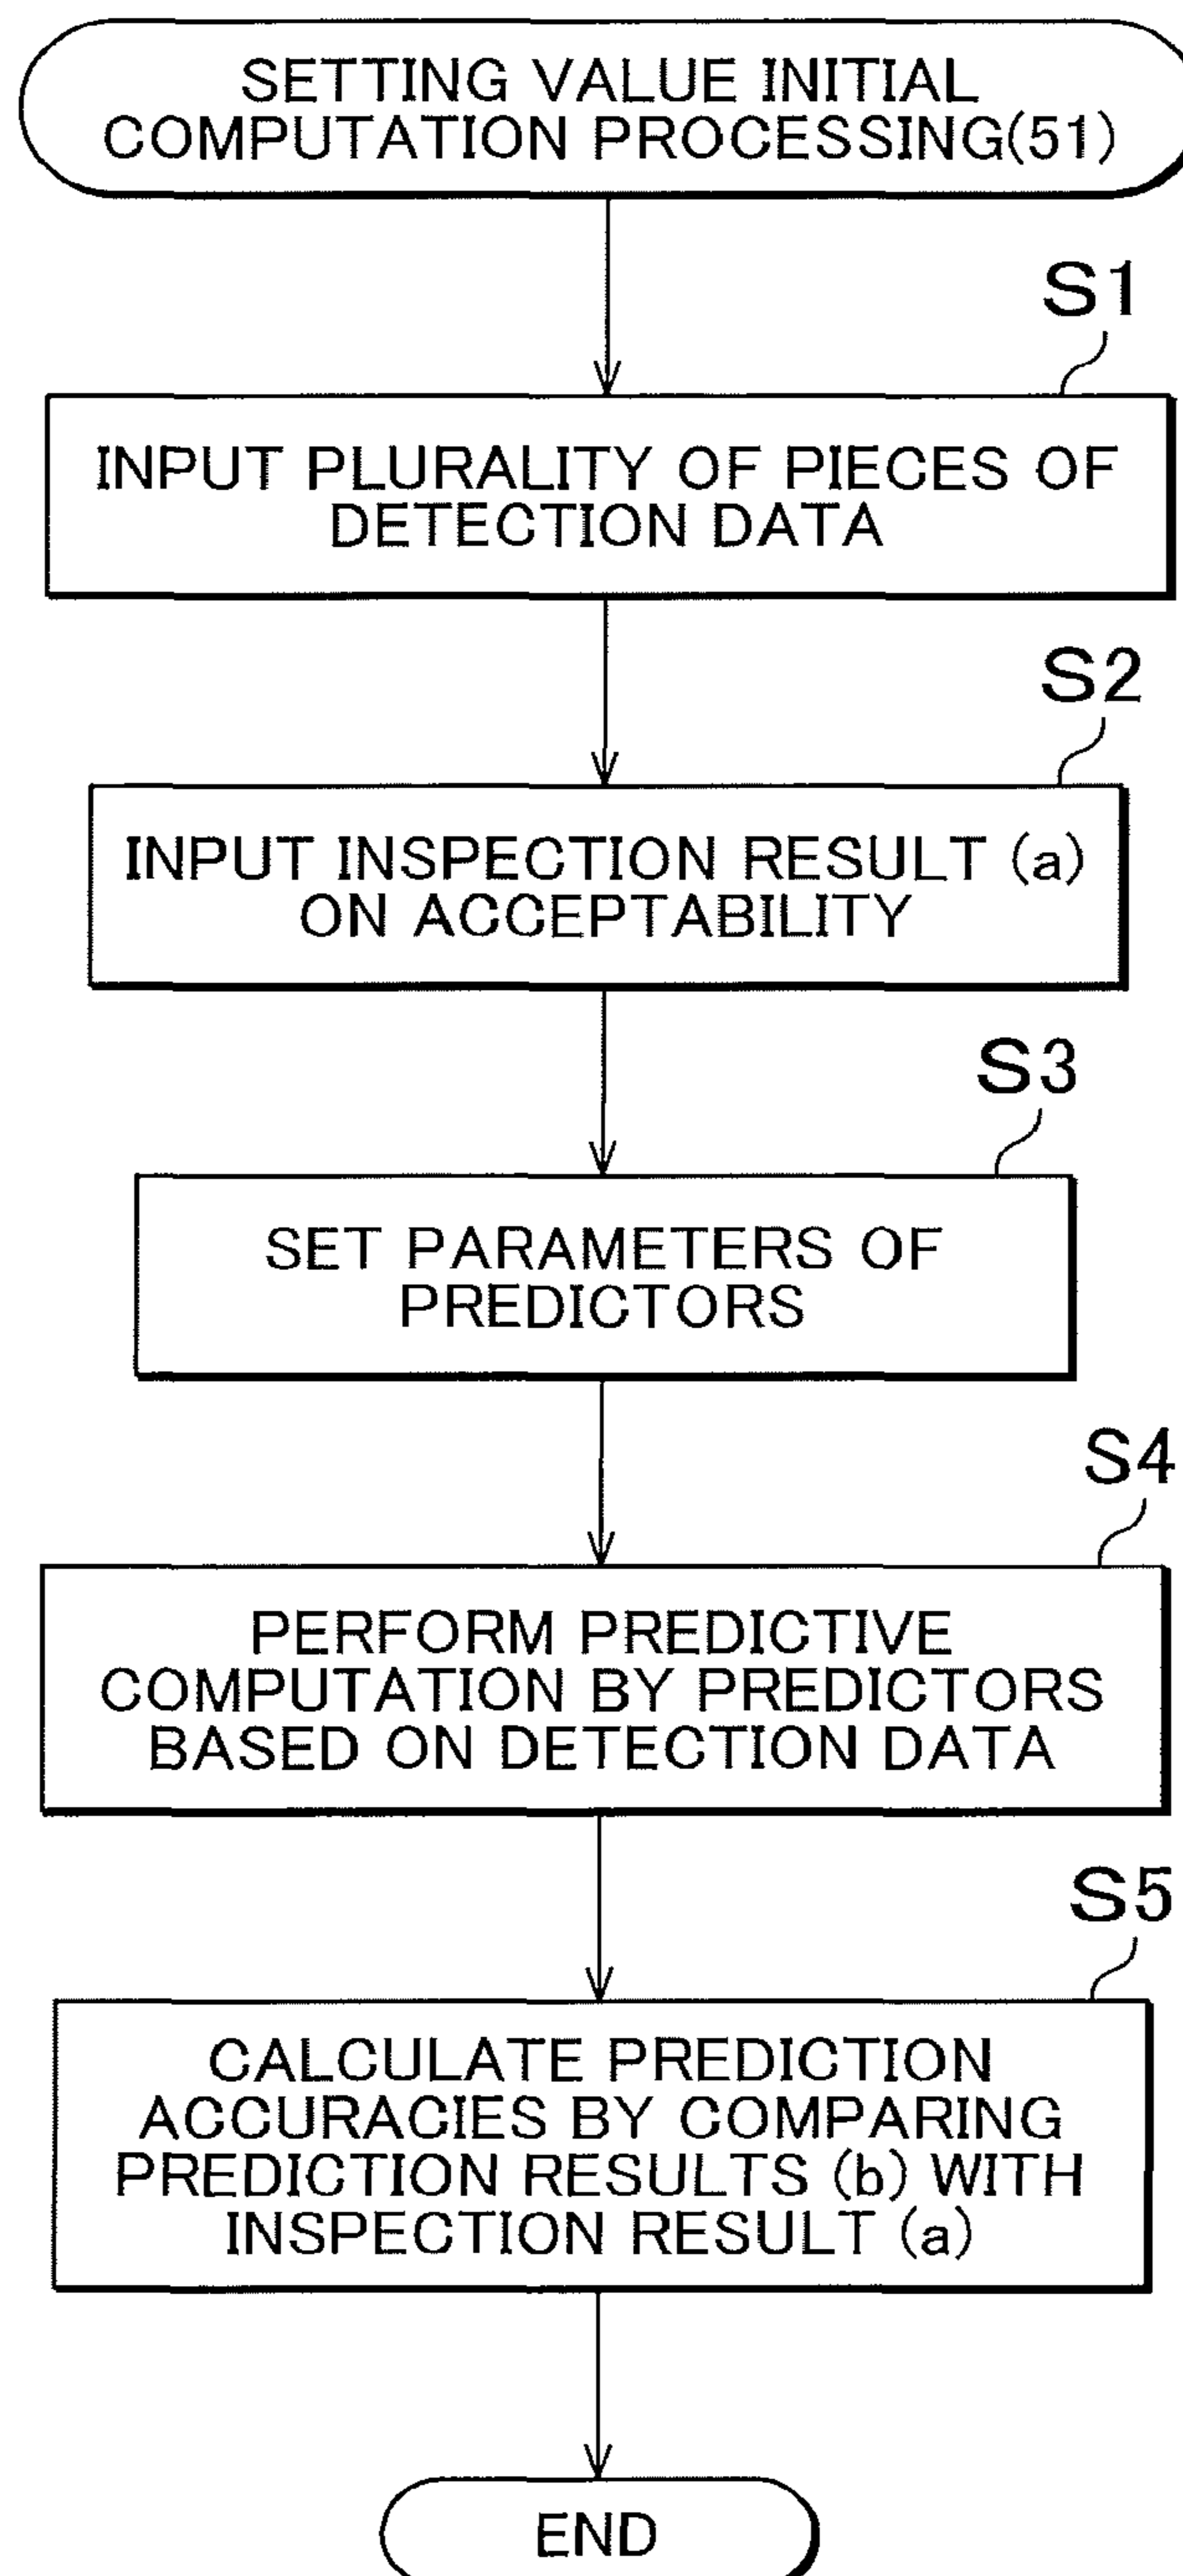 SETTING VALUE INITIAL
COMPUTATION PROCESSING(51)
S1
INPUT PLURALITY OF PIECES OF
DETECTION DATA
S2
INPUT INSPECTION RESULT (a)
ON ACCEPTABILITY
S3
SET PARAMETERS OF
PREDICTORS
S4
PERFORM PREDICTIVE
COMPUTATION BY PREDICTORS
BASED ON DETECTION DATA
S5
CALCULATE PREDICTION
ACCURACIES BY COMPARING
PREDICTION RESULTS (b) WITH
INSPECTION RESULT (a)
END